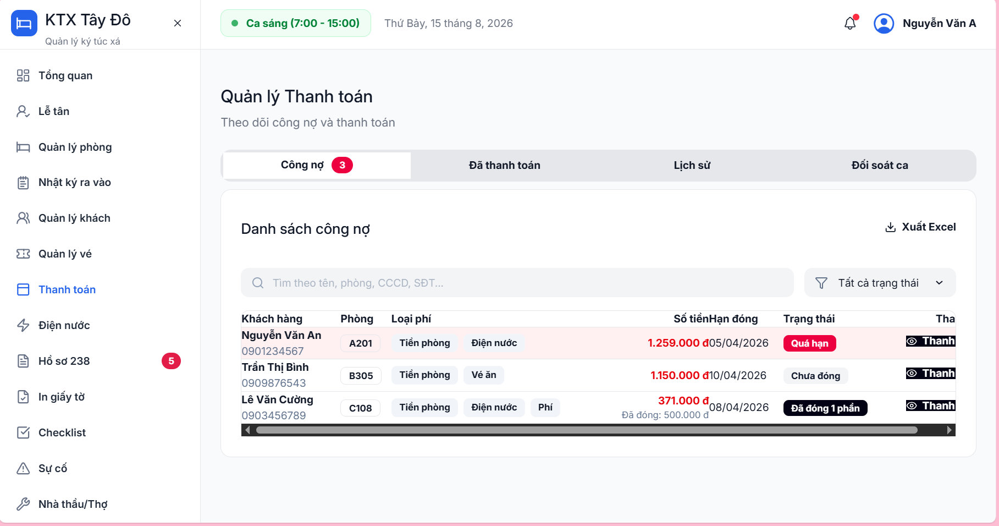 KTX Tây Đô
Quản lý ký túc xá
Ca sáng (7:00 - 15:00)
Thứ Bảy, 15 tháng 8, 2026
Nguyễn Văn A
Tổng quan
Lễ tân
Quản lý phòng
Nhật ký ra vào
Quản lý khách
Quản lý vé
Thanh toán
Điện nước
Hồ sơ 238 5
In giấy tờ
Checklist
Sự cố
Nhà thầu/Thợ
Quản lý Thanh toán
Theo dõi công nợ và thanh toán
Công nợ 3 Đã thanh toán Lịch sử Đối soát ca
Danh sách công nợ
Xuất Excel
Tìm theo tên, phòng, CCCD, SĐT...
Tất cả trạng thái
Khách hàng Phòng Loại phí Số tiền Hạn đóng Trạng thái Tha
Nguyễn Văn An
0901234567
A201 Tiền phòng Điện nước 1.259.000 đ 05/04/2026 Quá hạn Thanh
Trần Thị Bình
0909876543
B305 Tiền phòng Vé ăn 1.150.000 đ 10/04/2026 Chưa đóng Thanh
Lê Văn Cường
0903456789
C108 Tiền phòng Điện nước Phí 371.000 đ
Đã đóng: 500.000 đ
08/04/2026 Đã đóng 1 phần Thanh